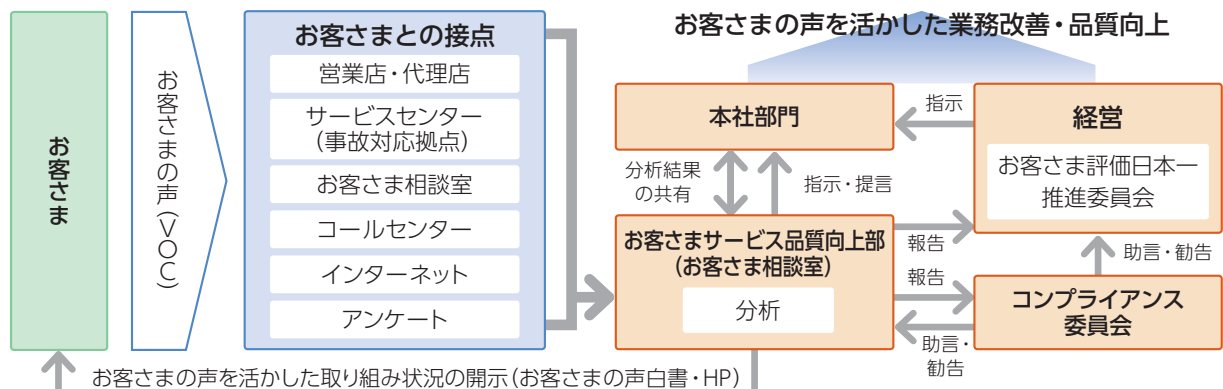 お客さま
お客さまの声(VOC)
お客さまとの接点
営業店・代理店
サービスセンター
(事故対応拠点)
お客さま相談室
コールセンター
インターネット
アンケート
お客さまの声を活かした業務改善・品質向上
本社部門
指示
経営
お客さま評価日本一
推進委員会
分析結果
の共有
指示・提言
お客さまサービス品質向上部
(お客さま相談室)
分析
報告
助言・勧告
報告
コンプライアンス
委員会
助言・
勧告
お客さまの声を活かした取り組み状況の開示(お客さまの声白書・HP)